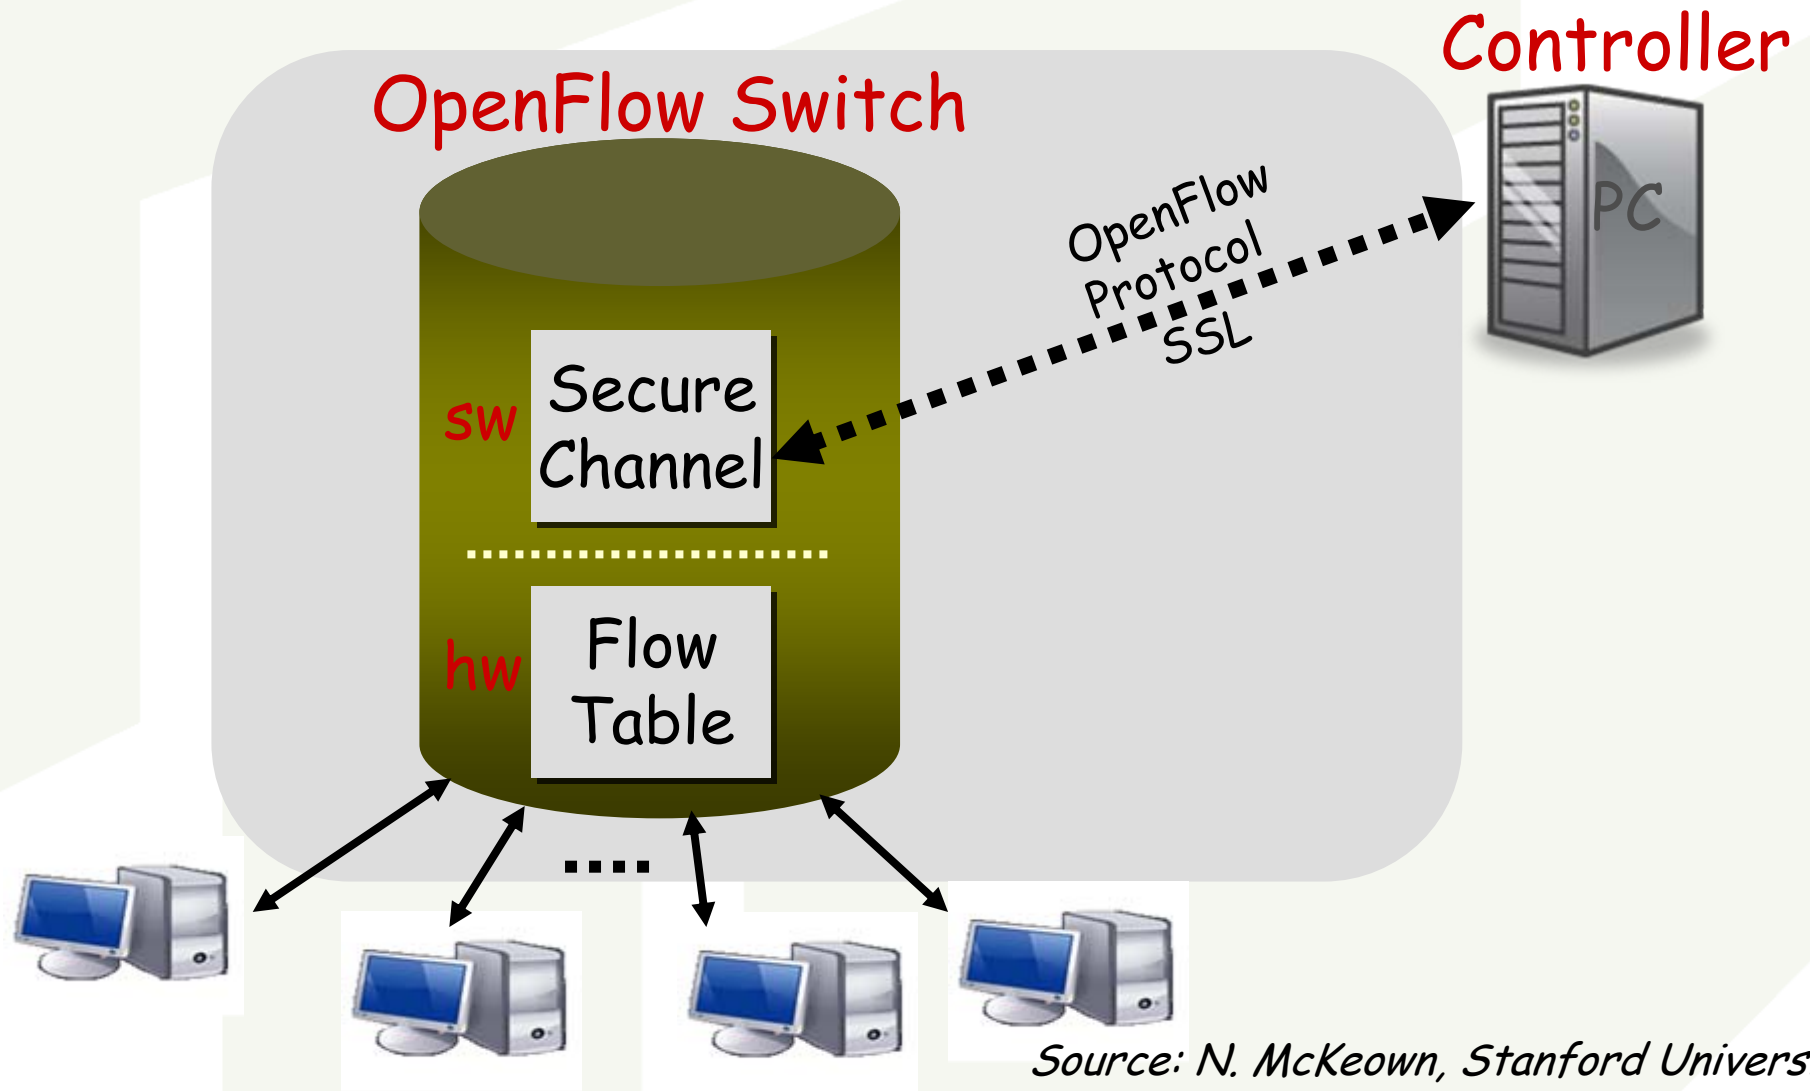 Controller
OpenFlow Switch
PC
OpenFlow
Protocol
SSL
sw
Secure
Channel
hw
Flow
Table
Source: N. McKeown, Stanford Univers